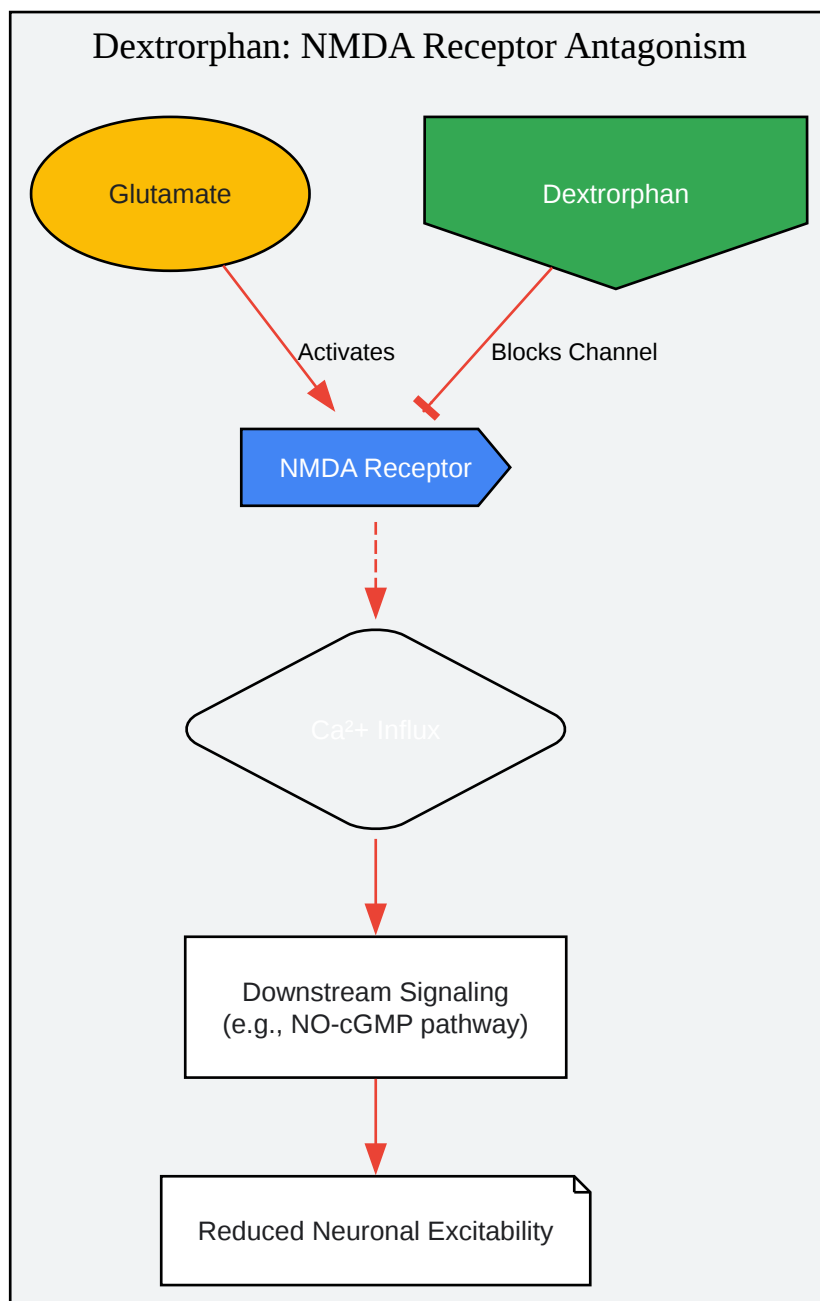 Dextrorphan: NMDA Receptor Antagonism
Glutamate
Dextrorphan
Activates
Blocks Channel
NMDA Receptor
Ca²+ Influx
Downstream Signaling
(e.g., NO-cGMP pathway)
Reduced Neuronal Excitability